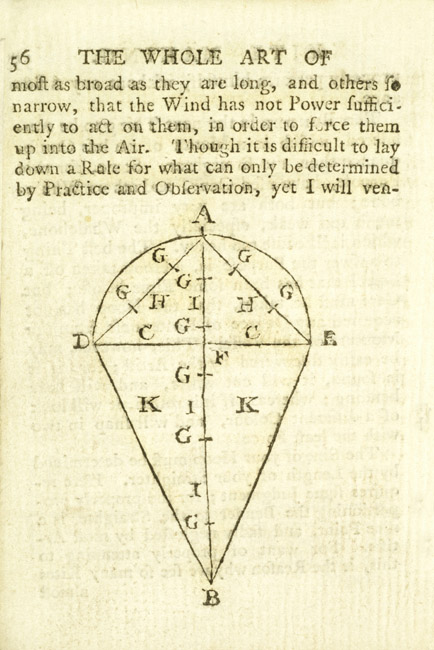 56 THE WHOLE ART OF
moſt as broad as they are long, and others ſo
narrow, that the Wind has not Power ſuffici-
ently to act on them, in order to force them
up into the Air. Though it is difficult to lay
down a Rule for what can only be determined
by Practice and Obſervation, yet I will ven-
A
G G
G
G H I H G
D C G C E
F
G
K I K
G
I
G
B